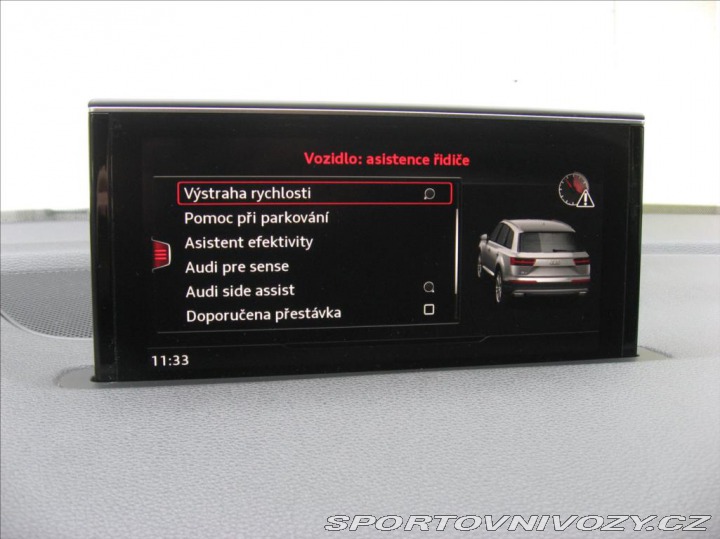 Vozidlo: asistence řidiče
Výstraha rychlosti
Pomoc při parkování
Asistent efektivity
Audi pre sense
Audi side assist
Doporučena přestávka
11:33
SPORTOVNIVOZY.CZ